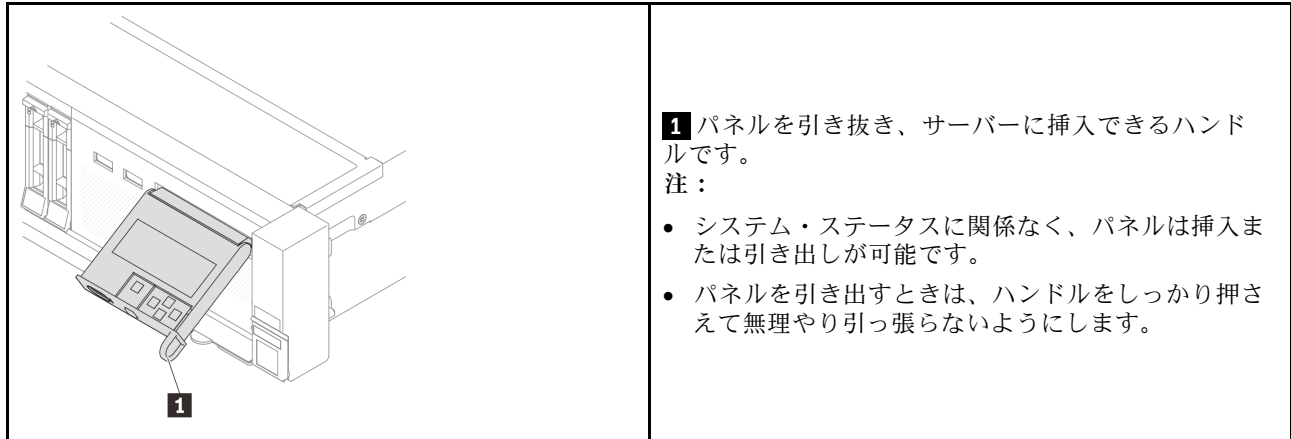 1
1 パネルを引き抜き、サーバーに挿入できるハンド
ルです。
注：
• システム・ステータスに関係なく、パネルは挿入ま
たは引き出しが可能です。
• パネルを引き出すときは、ハンドルをしっかり押さ
えて無理やり引っ張らないようにします。